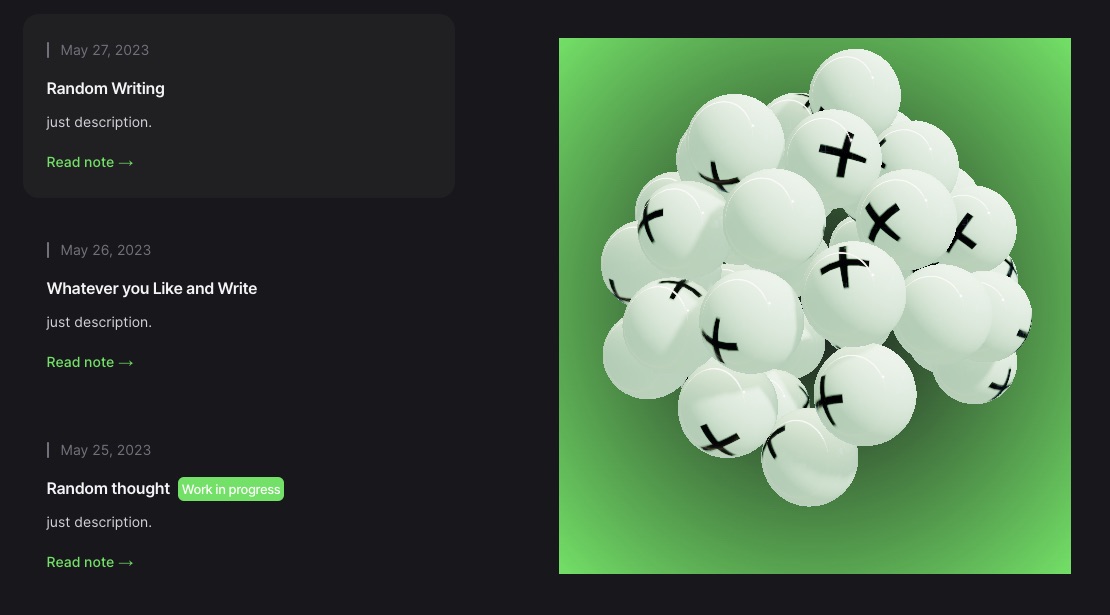 May 27, 2023
Random Writing
just description.
Read note →
May 26, 2023
Whatever you Like and Write
just description.
Read note →
May 25, 2023
Random thought Work in progress
just description.
Read note →